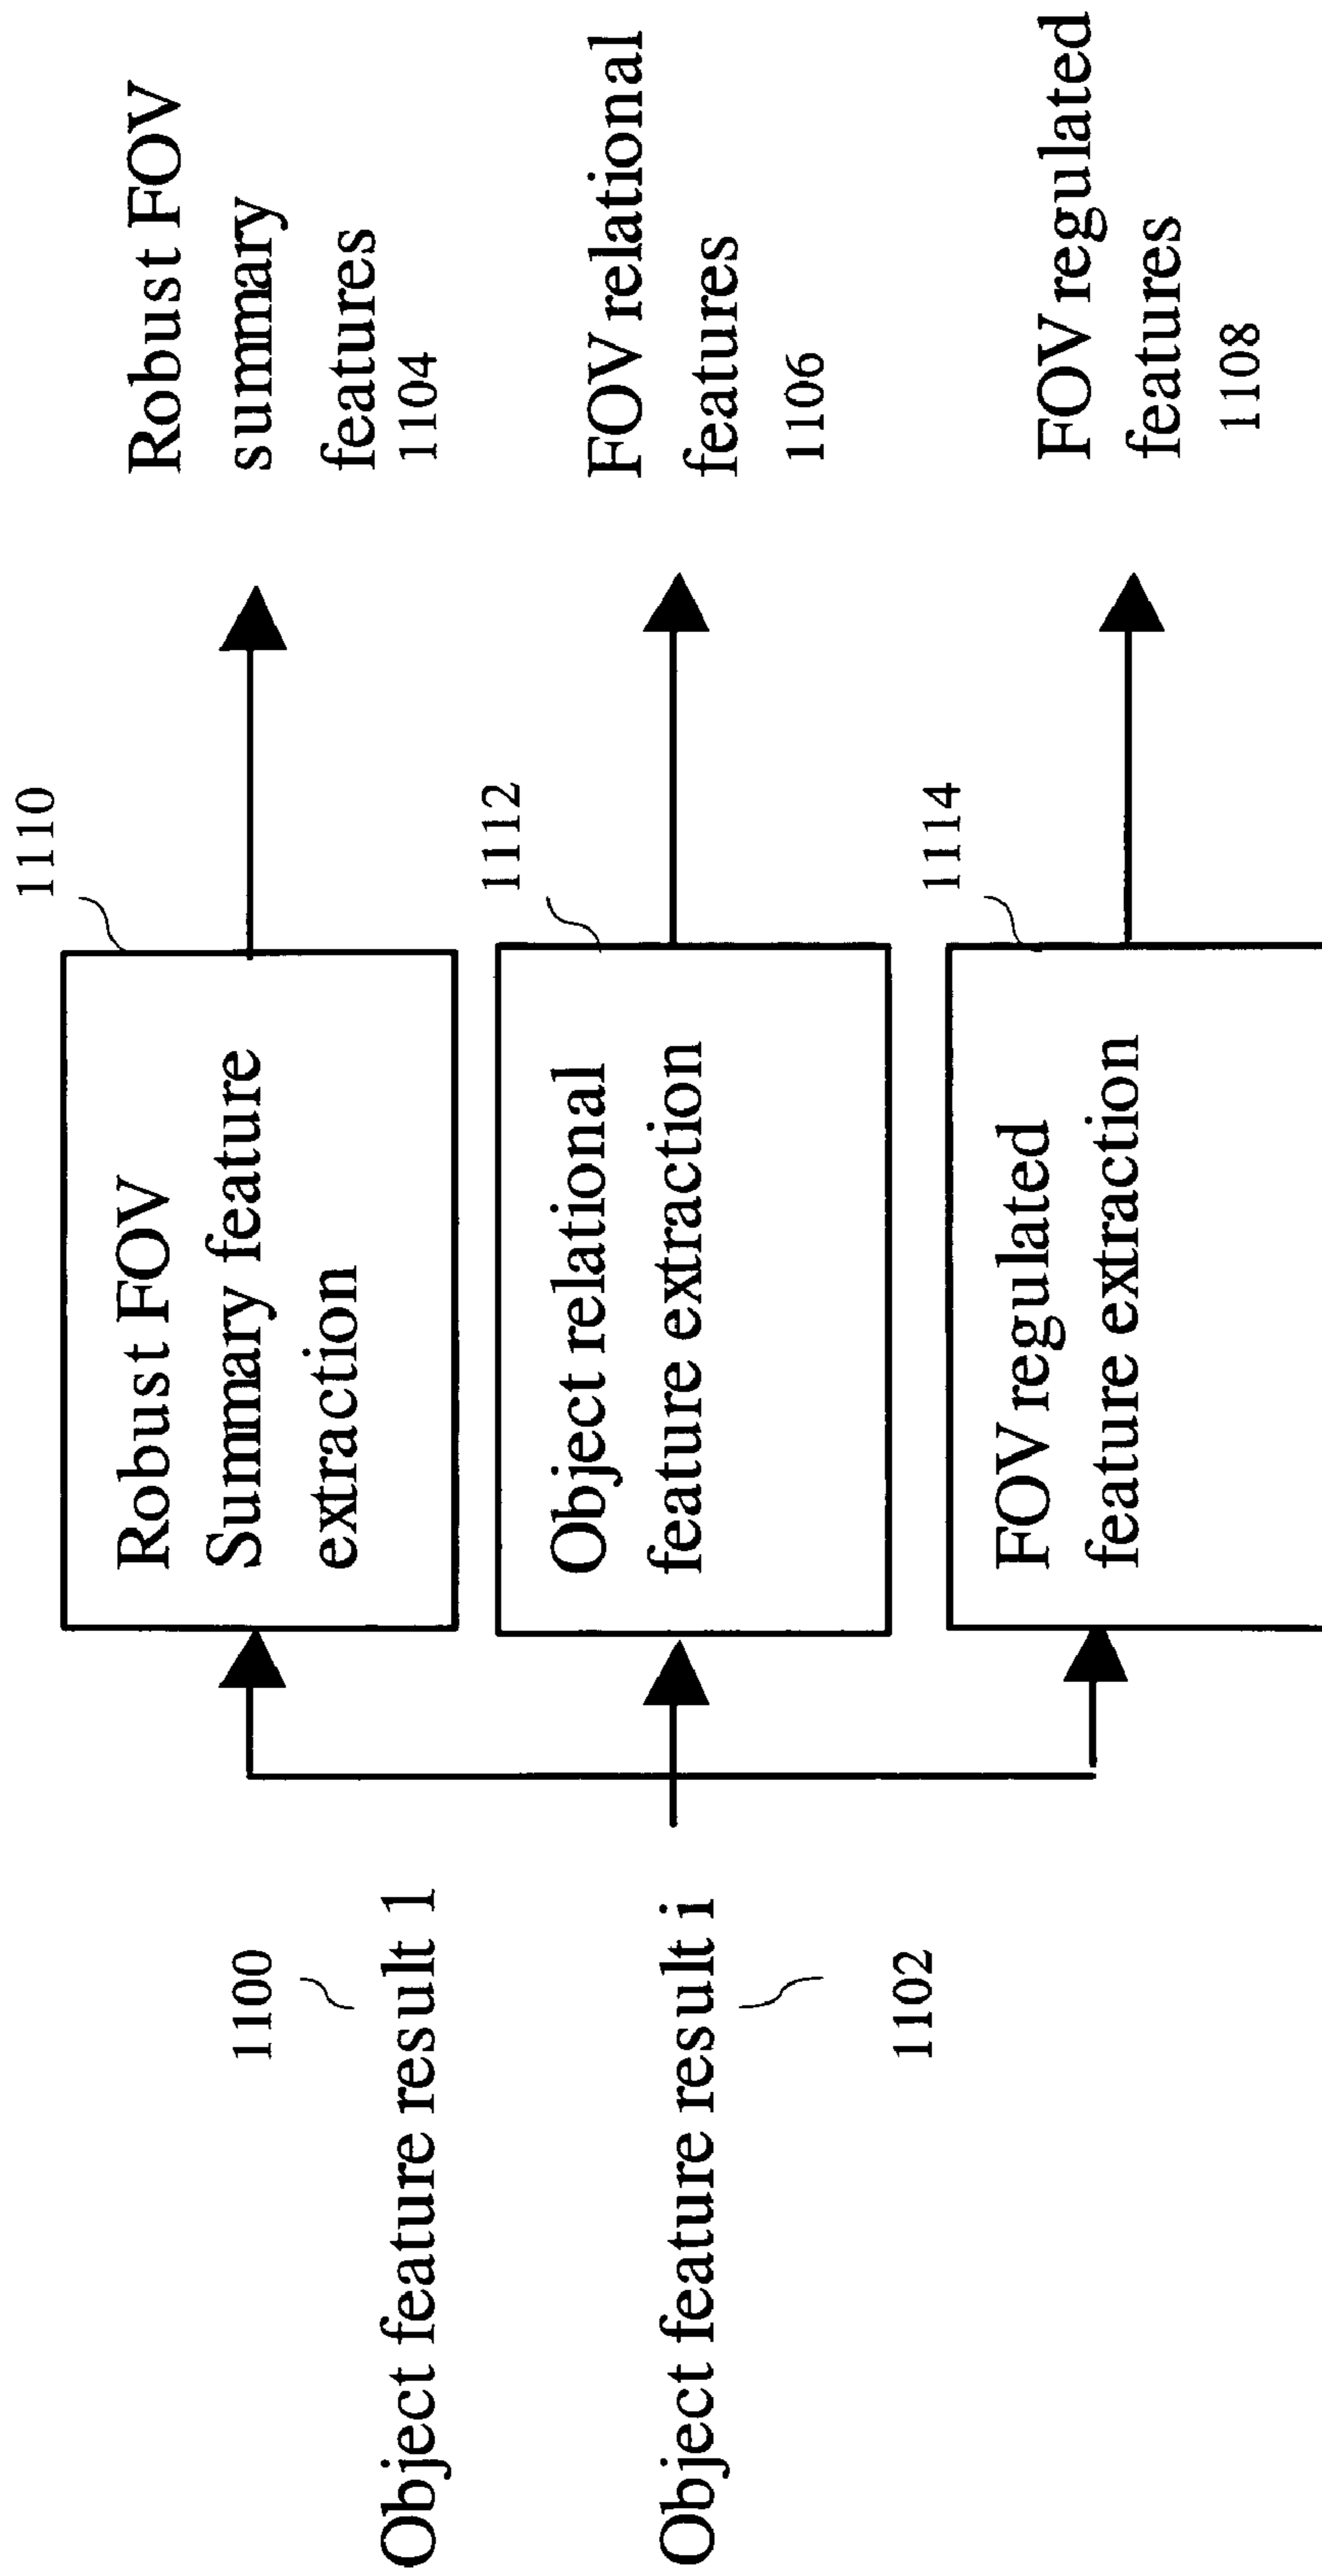 1100
Object feature result 1
Object feature result i
1102
1110
Robust FOV
Summary feature
extraction
1112
Object relational
feature extraction
1114
FOV regulated
feature extraction
Robust FOV
summary
features
1104
FOV relational
features
1106
FOV regulated
features
1108